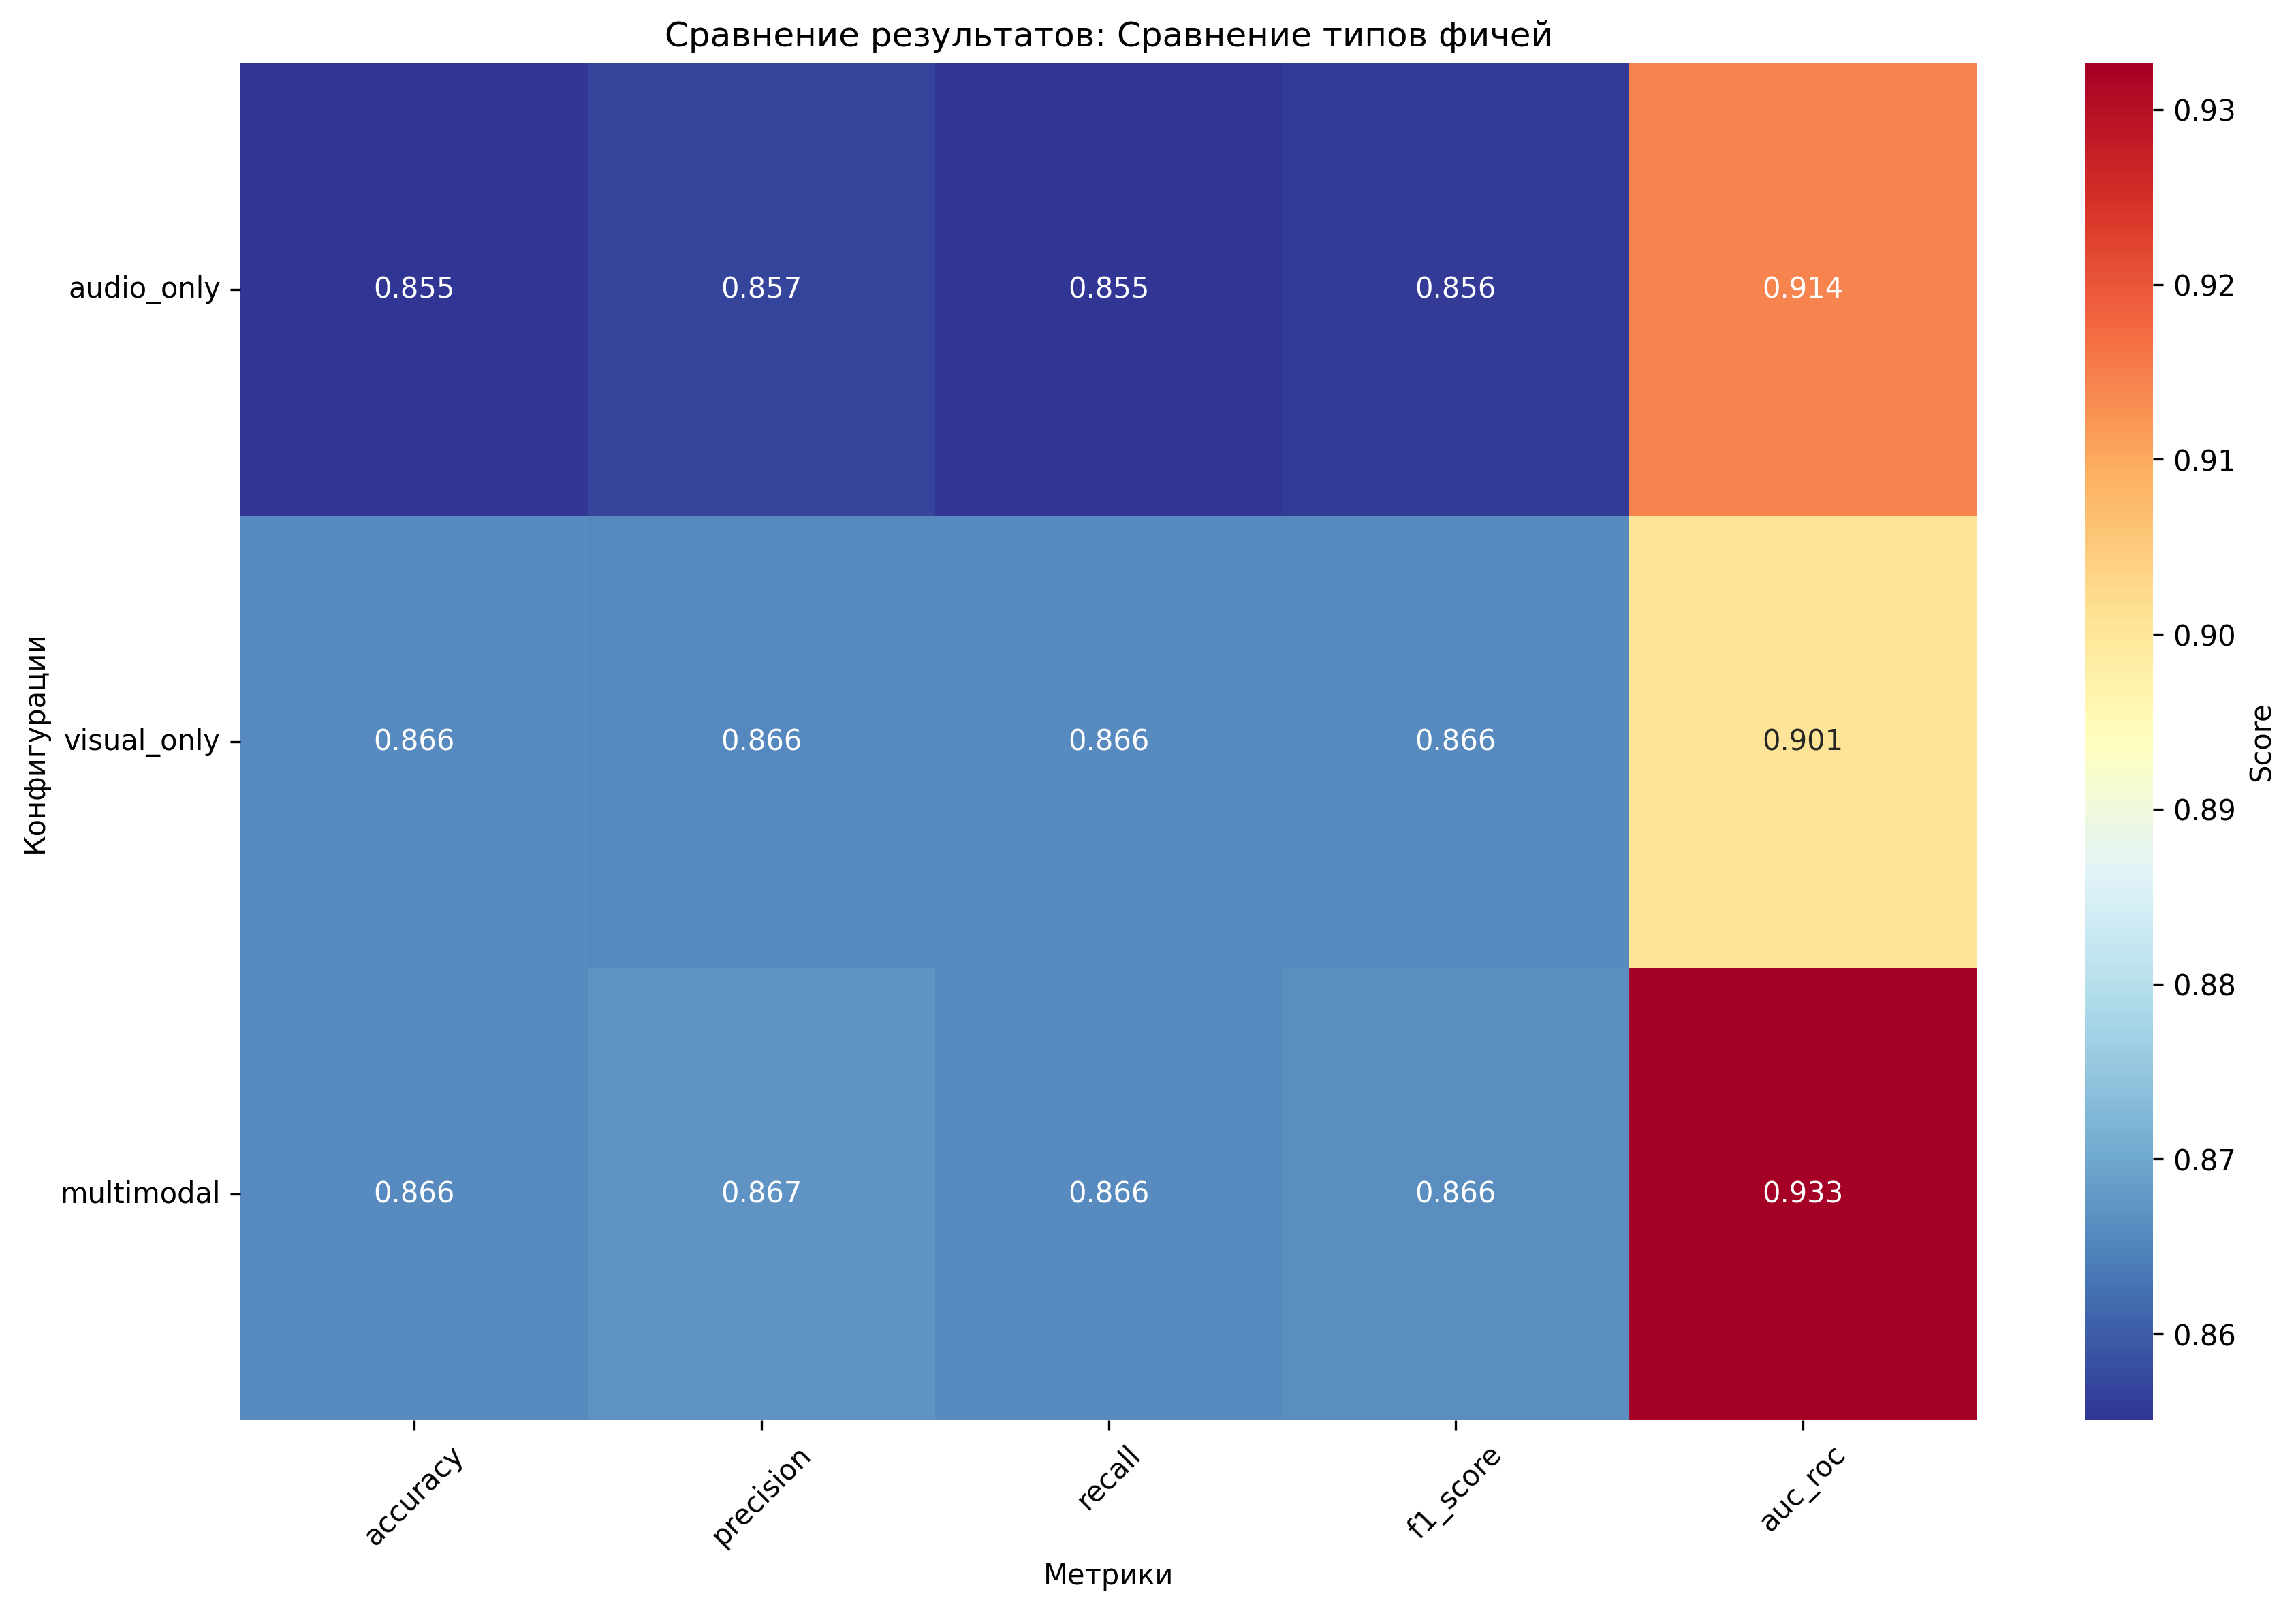 Сравнение результатов: Сравнение типов фичей
Конфигурации
audio_only 0.855 0.857 0.855 0.856 0.914
visual_only 0.866 0.866 0.866 0.866 0.901
multimodal 0.866 0.867 0.866 0.866 0.933
accuracy precision recall f1_score auc_roc
Метрики
0.93
0.92
0.91
0.90
0.89
0.88
0.87
0.86
Score